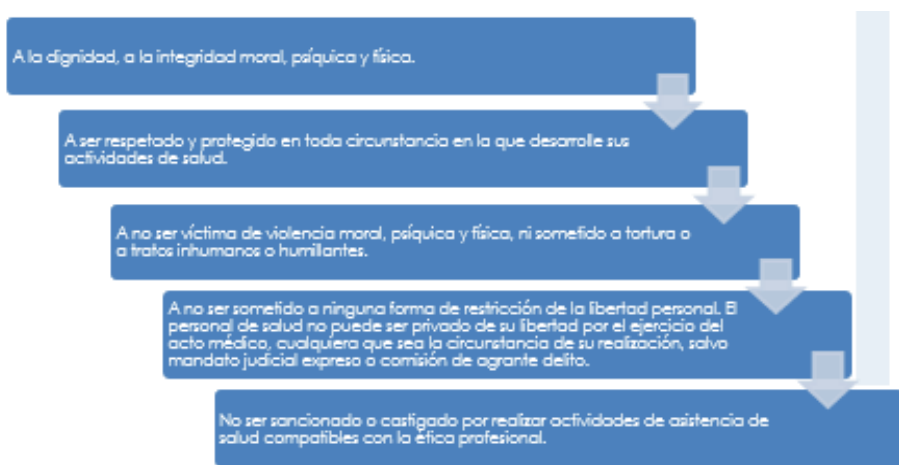 A la dignidad, a la integridad moral, psíquica y física.
A ser respetado y protegido en toda circunstancia en la que desarrolle sus
actividades de salud.
A no ser víctima de violencia moral, psíquica y física, ni sometido a tortura o
a tratos inhumanos o humillantes.
A no ser sometido a ninguna forma de restricción de la libertad personal. El
personal de salud no puede ser privado de su libertad por el ejercicio del
acto médico, cualquiera que sea la circunstancia de su realización, salvo
mandato judicial expreso o comisión de agrante delito.
No ser sancionado o castigado por realizar actividades de asistencia de
salud compatibles con la ética profesional.